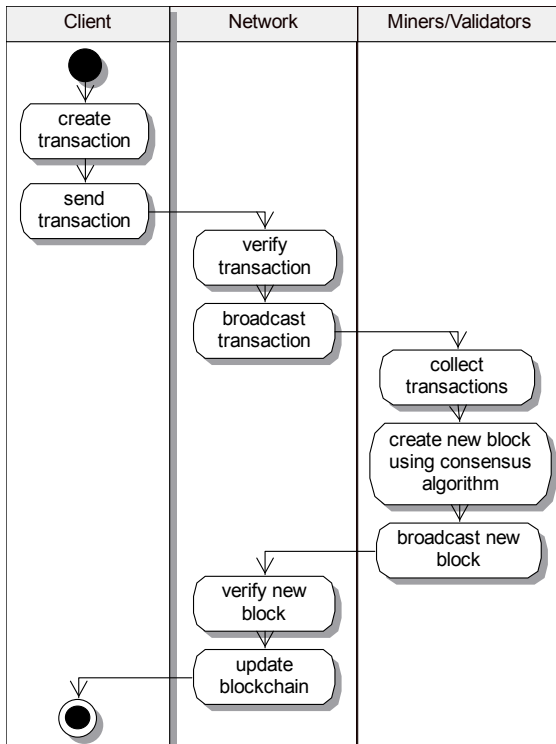 Client
Network
Miners/Validators
create
transaction
send
transaction
verify
transaction
broadcast
transaction
collect
transactions
create new block
using consensus
algorithm
broadcast new
block
verify new
block
update
blockchain